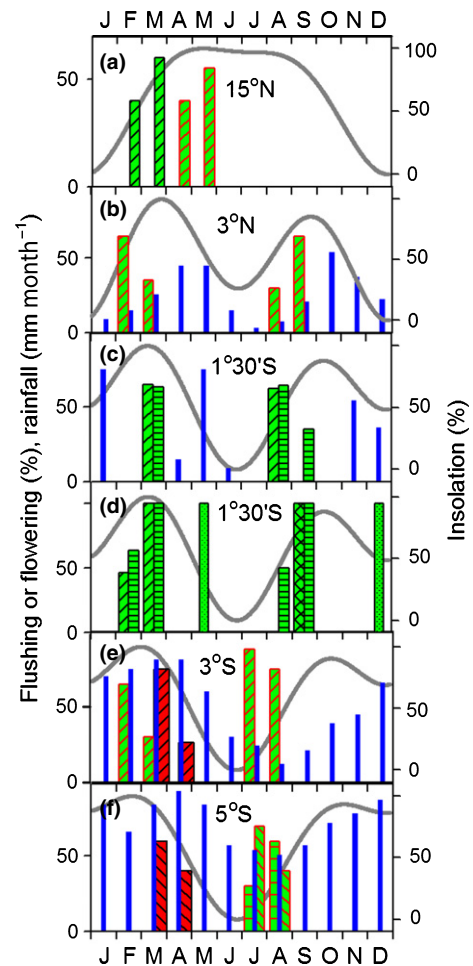 J F M A M J J A S O N D
(a)
15°N
100
50
50
0
0
(b)
3°N
50
50
0
0
(c)
1°30'S
50
50
0
0
(d)
1°30'S
50
50
0
0
(e)
3°S
50
50
0
0
(f)
5°S
50
50
0
0
J F M A M J J A S O N D
Flushing or flowering (%), rainfall (mm month⁻¹)
Insolation (%)